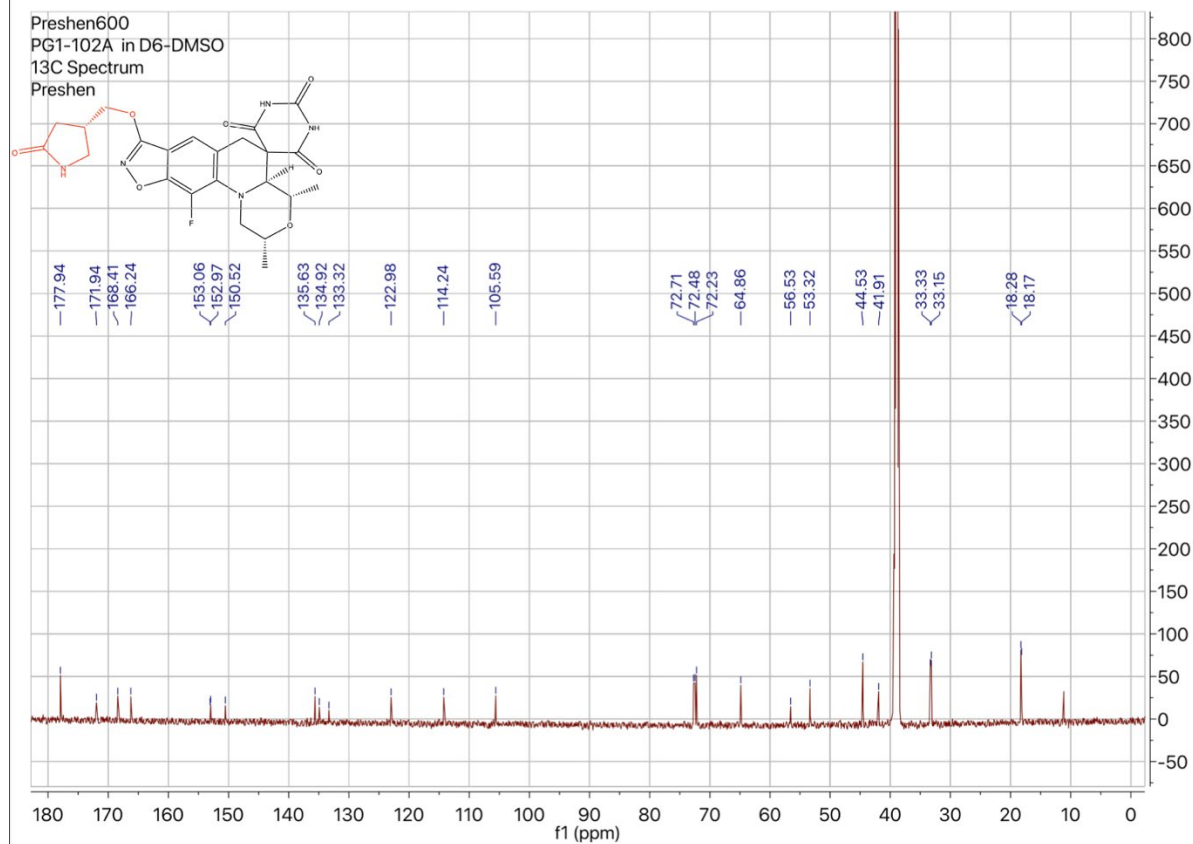 Preshen600
PG1-102A in D6-DMSO
13C Spectrum
Preshen
O
HN
O
NH
O
O
O
N
H
O
N
O
F
N
H
O
177.94
171.94
168.41
166.24
153.06
152.97
150.52
135.63
134.92
133.32
122.98
114.24
105.59
72.71
72.48
72.23
64.86
56.53
53.32
44.53
41.91
33.33
33.15
18.28
18.17
800
750
700
650
600
550
500
450
400
350
300
250
200
150
100
50
0
-50
180 170 160 150 140 130 120 110 100 90 80 70 60 50 40 30 20 10 0
f1 (ppm)